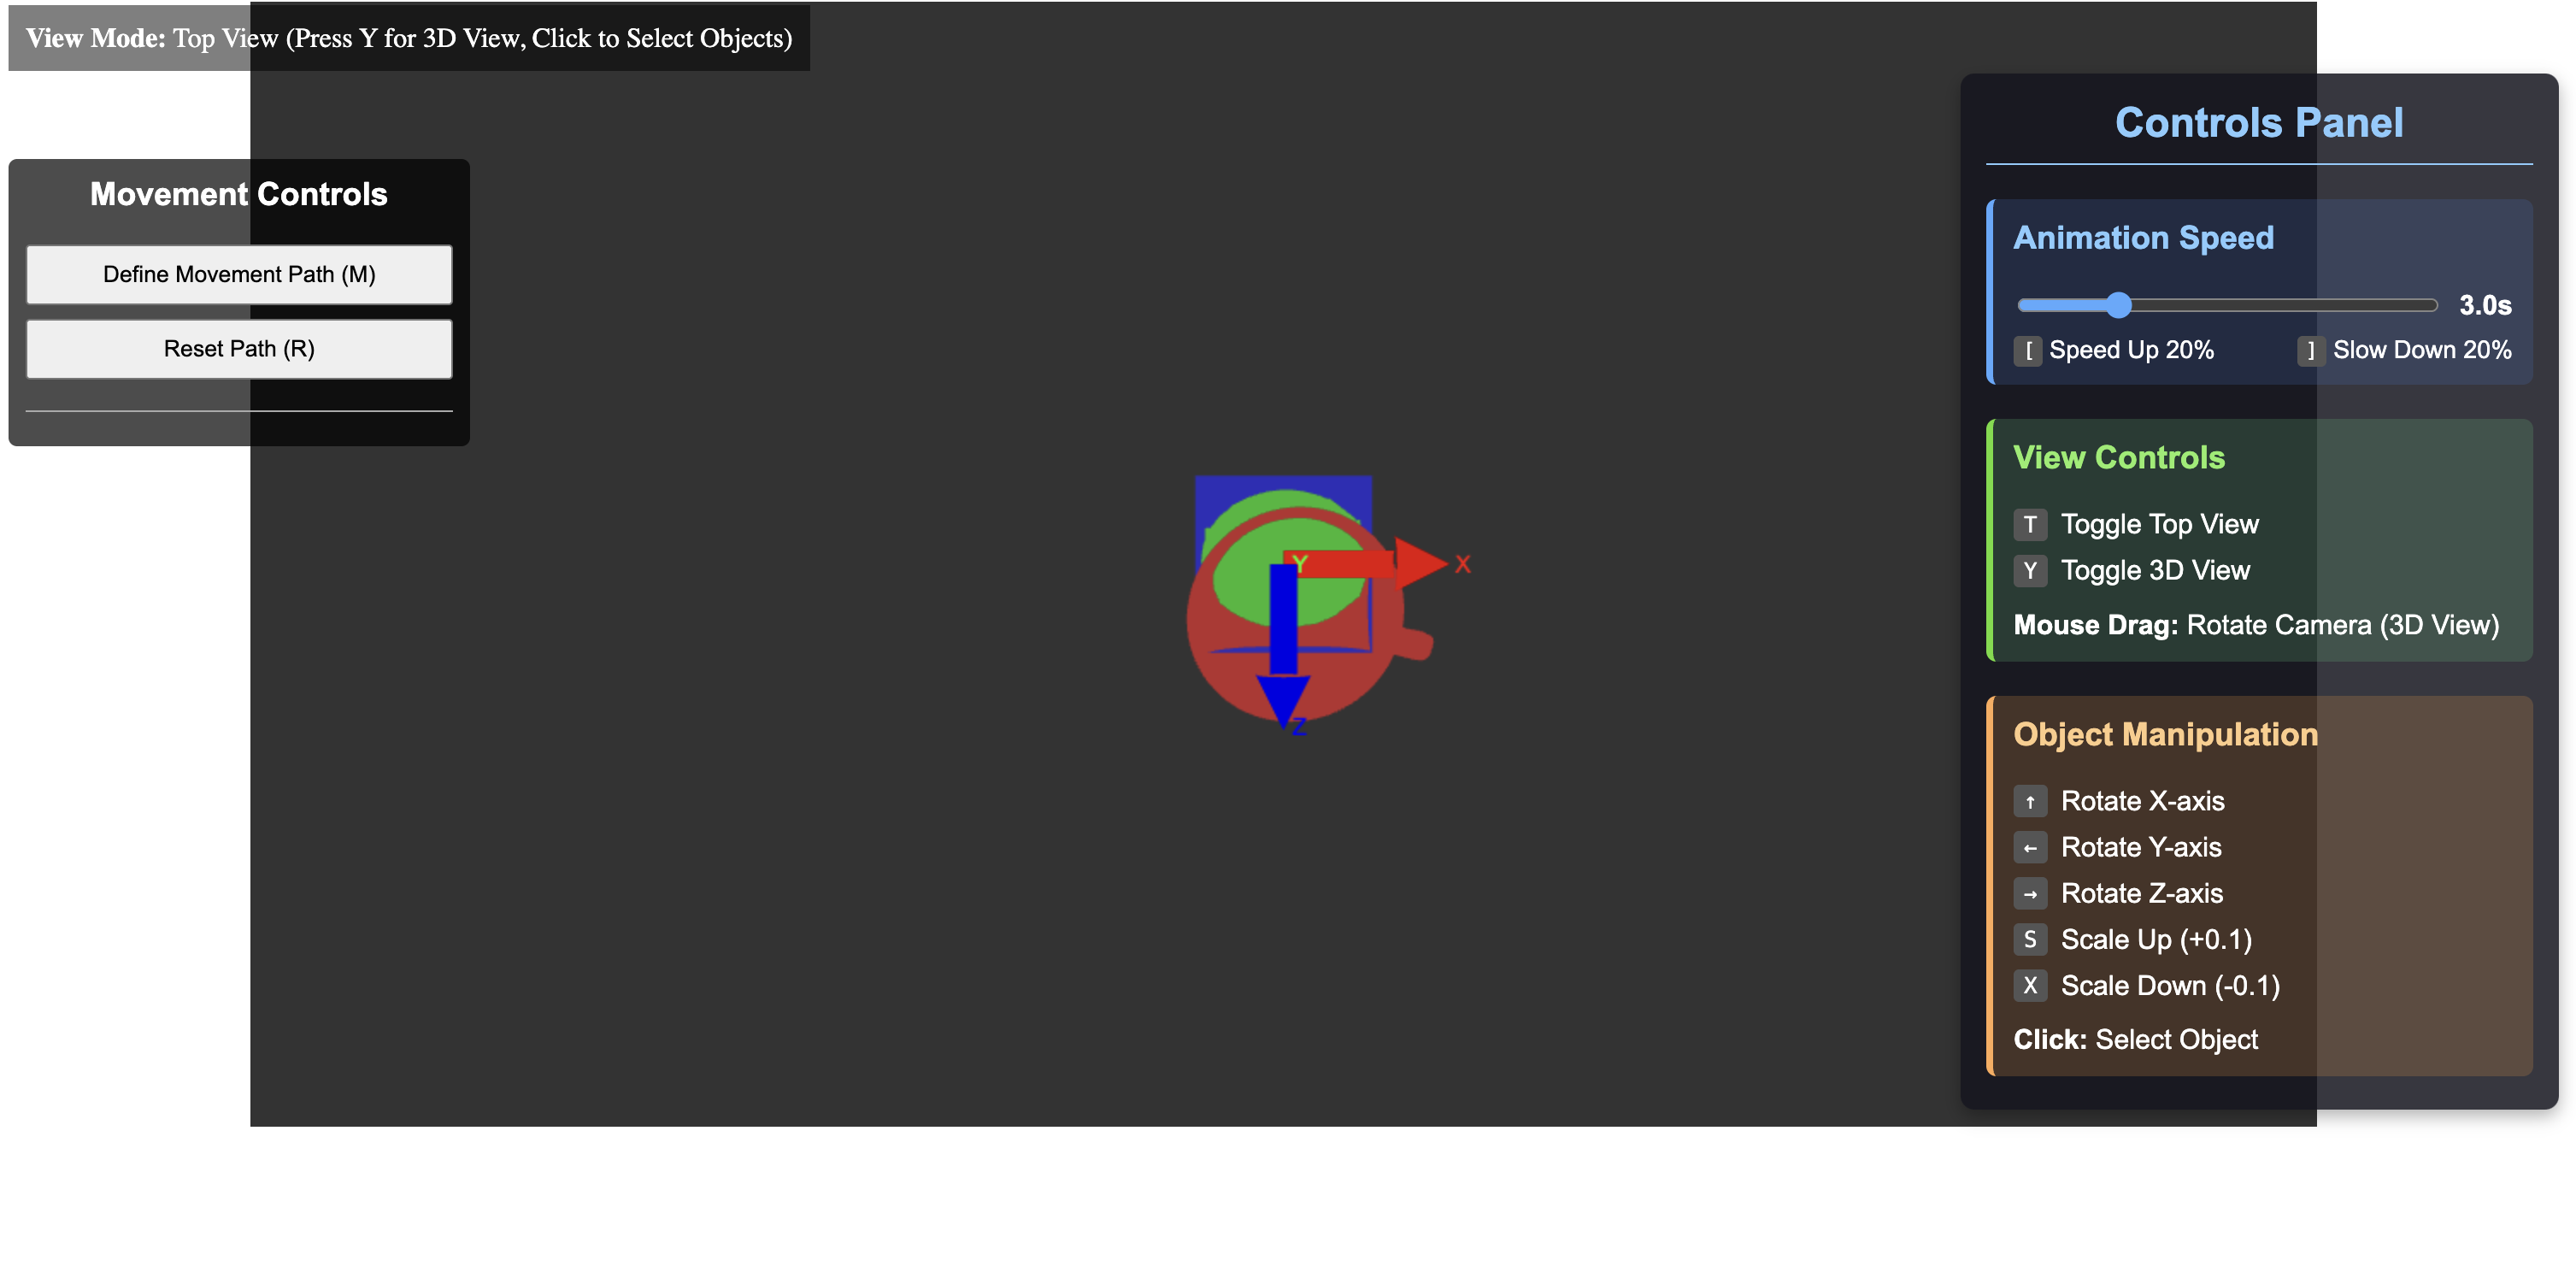 View Mode: Top View (Press Y for 3D View, Click to Select Objects)
Movement Controls
Define Movement Path (M)
Reset Path (R)
Y
X
Z
Controls Panel
Animation Speed
3.0s
[ Speed Up 20% ] Slow Down 20%
View Controls
T Toggle Top View
Y Toggle 3D View
Mouse Drag: Rotate Camera (3D View)
Object Manipulation
↑ Rotate X-axis
← Rotate Y-axis
→ Rotate Z-axis
S Scale Up (+0.1)
X Scale Down (-0.1)
Click: Select Object